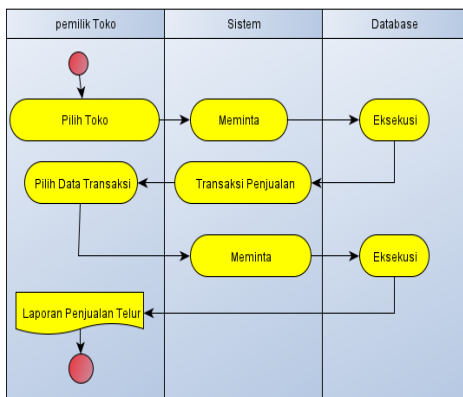 pemilik Toko
Sistem
Database
Pilih Toko
Meminta
Eksekusi
Pilih Data Transaksi
Transaksi Penjualan
Meminta
Eksekusi
Laporan Penjualan Telur